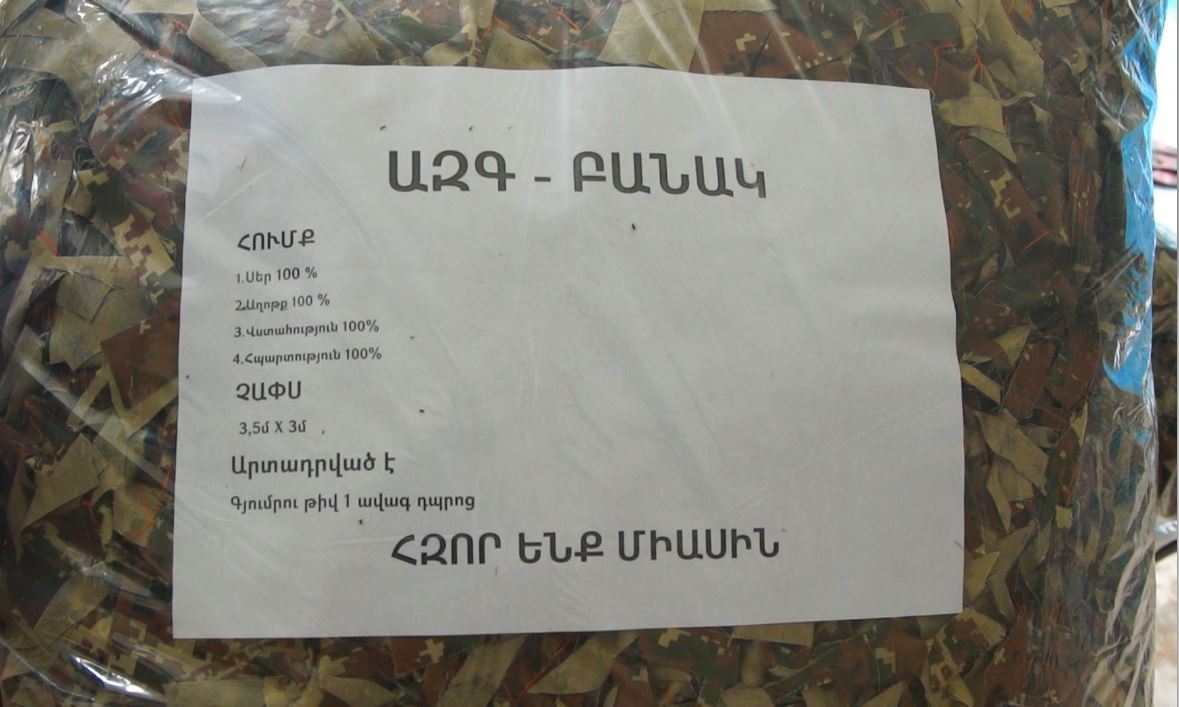 ԱԶԳ - ԲԱՆԱԿ
ՀՈՒՄՔ
1.Սեր 100 %
2.Աղոթք 100 %
3.Վստահություն 100%
4.Հպարտություն 100%
ՉԱՓՍ
3,5մ X 3մ
Արտադրված է
Գյումրու թիվ 1 ավագ դպրոց
ՀԶՈՐ ԵՆՔ ՄԻԱՍԻՆ